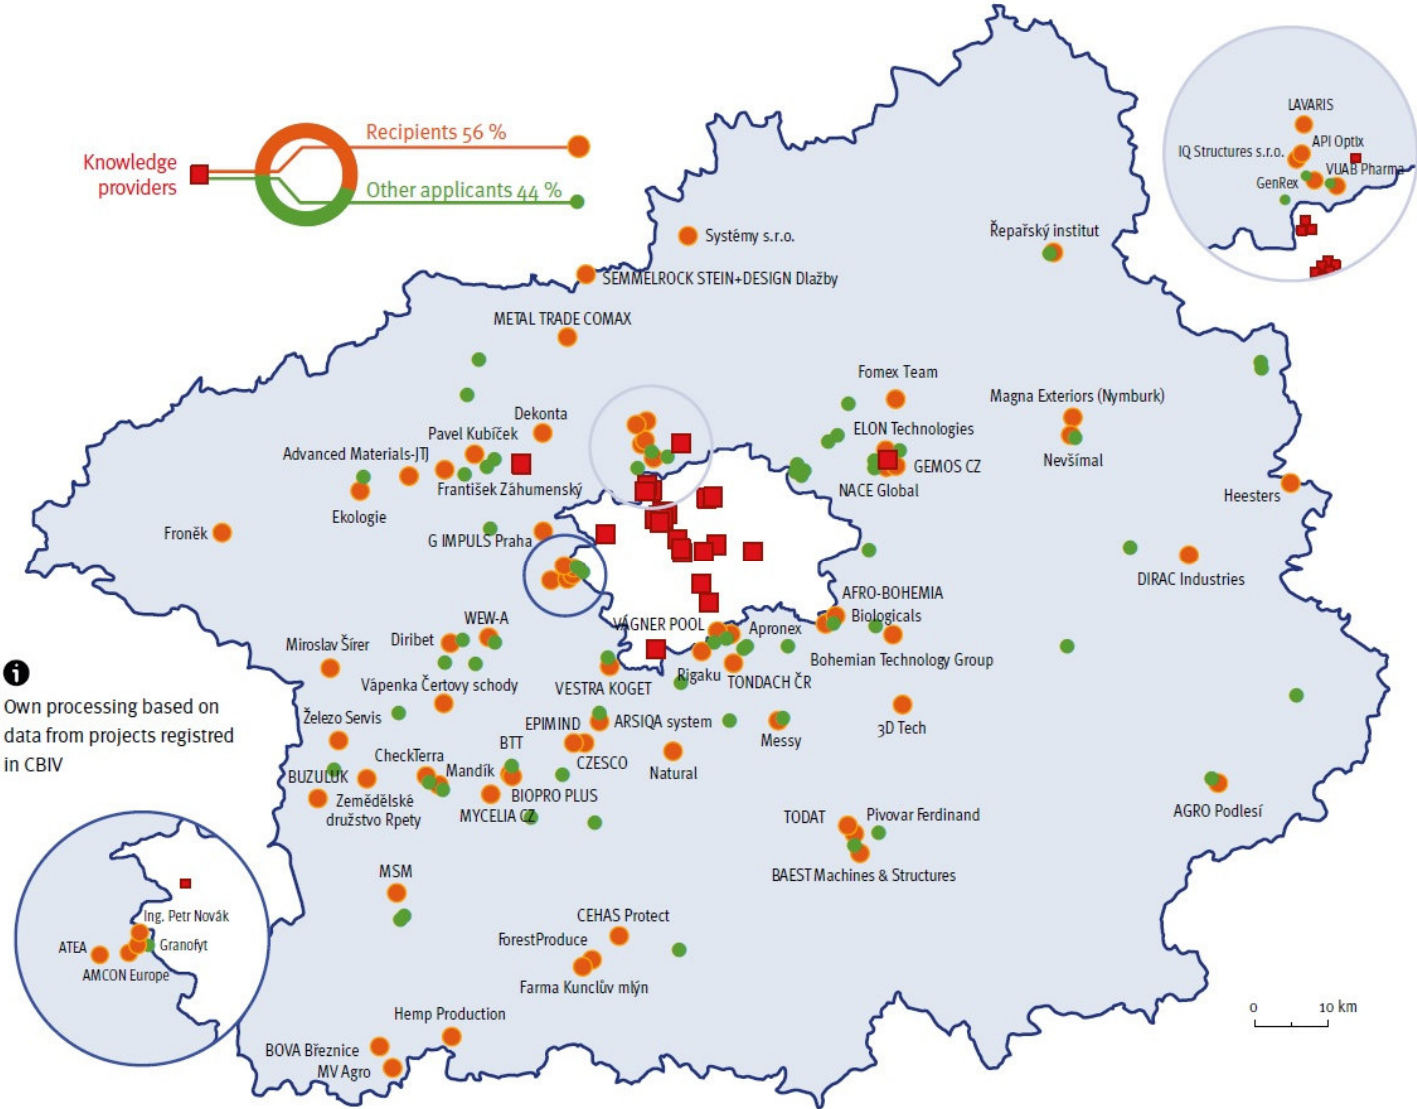 LAVARIS
API Optix
IQ Structures s.r.o.
VUAB Pharma
GenRex
Recipients 56 %
Knowledge
providers
Other applicants 44 %
Systémy s.r.o.
Řepařský institut
SEMMELROCK STEIN+DESIGN Dlažby
METAL TRADE COMAX
Fomex Team
Magna Exteriors (Nymburk)
Dekonta
Pavel Kubíček
ELON Technologies
Advanced Materials-JTJ
Nevšímal
GEMOS CZ
František Záhumenský
NACE Global
Heesters
Ekologie
Froněk
G IMPULS Praha
DIRAC Industries
AFRO-BOHEMIA
Biologicals
WEW-A
VÁGNER POOL
Apronex
Diribet
Miroslav Šírer
Bohemian Technology Group
Rigaku
TONDACH ČR
Vápenka Čertovy schody
VESTRA KOGET
Own processing based on
data from projects registred
in CBIV
Železo Servis
EPIMIND
ARSIQA system
3D Tech
Messy
BTT
CheckTerra
CZESCO
Mandík
Natural
BUZULUK
BIOPRO PLUS
Zemědělské
družstvo Rpety
MYCELIA CZ
AGRO Podlesí
TODAT
Pivovar Ferdinand
MSM
BAEST Machines & Structures
Ing. Petr Novák
CEHAS Protect
ATEA
Granofyt
ForestProduce
AMCON Europe
Farma Kunclův mlýn
0 10 km
Hemp Production
BOVA Březnice
MV Agro